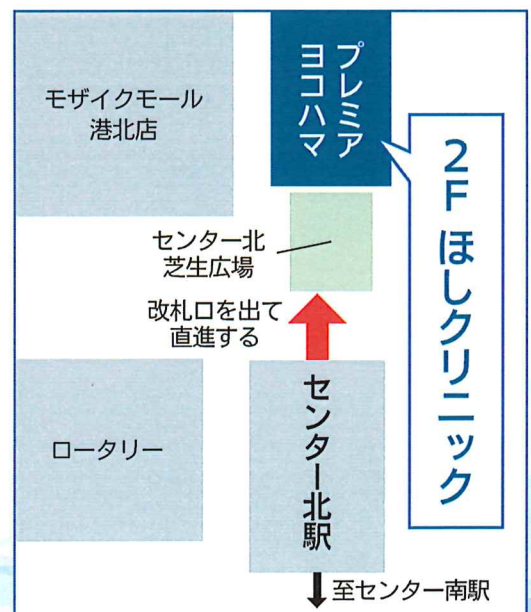 モザイクモール
港北店
プレミア
ヨコハマ
2F ほしクリニック
センター北
芝生広場
改札口を出て
直進する
ロータリー
センター北駅
至センター南駅